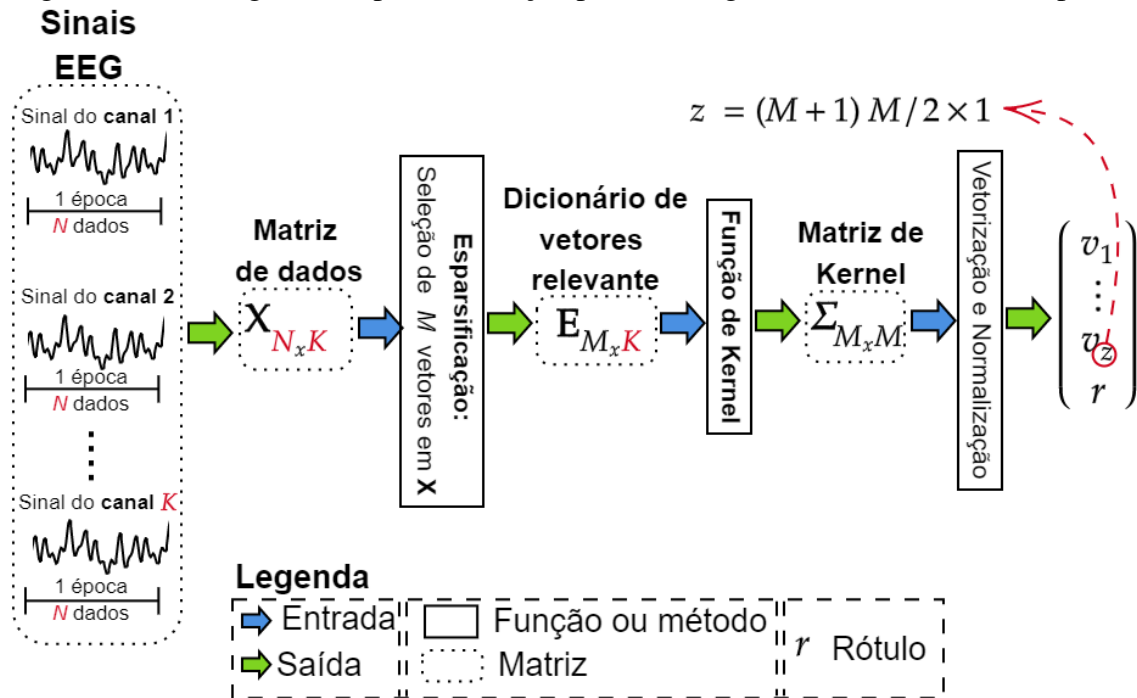 Sinais
EEG
Sinal do canal 1
1 época
N dados
Sinal do canal 2
1 época
N dados
Sinal do canal K
1 época
N dados
Matriz
de dados
X N x K
Esparsificação:
Seleção de M vetores em X
Dicionário de
vetores
relevante
E M x K
Função de Kernel
Matriz de
Kernel
Σ M x M
Vetorização e Normalização
z = (M + 1) M/2 × 1
v1
⋮
vz
r
Legenda
Entrada
Saída
Função ou método
Matriz
r Rótulo